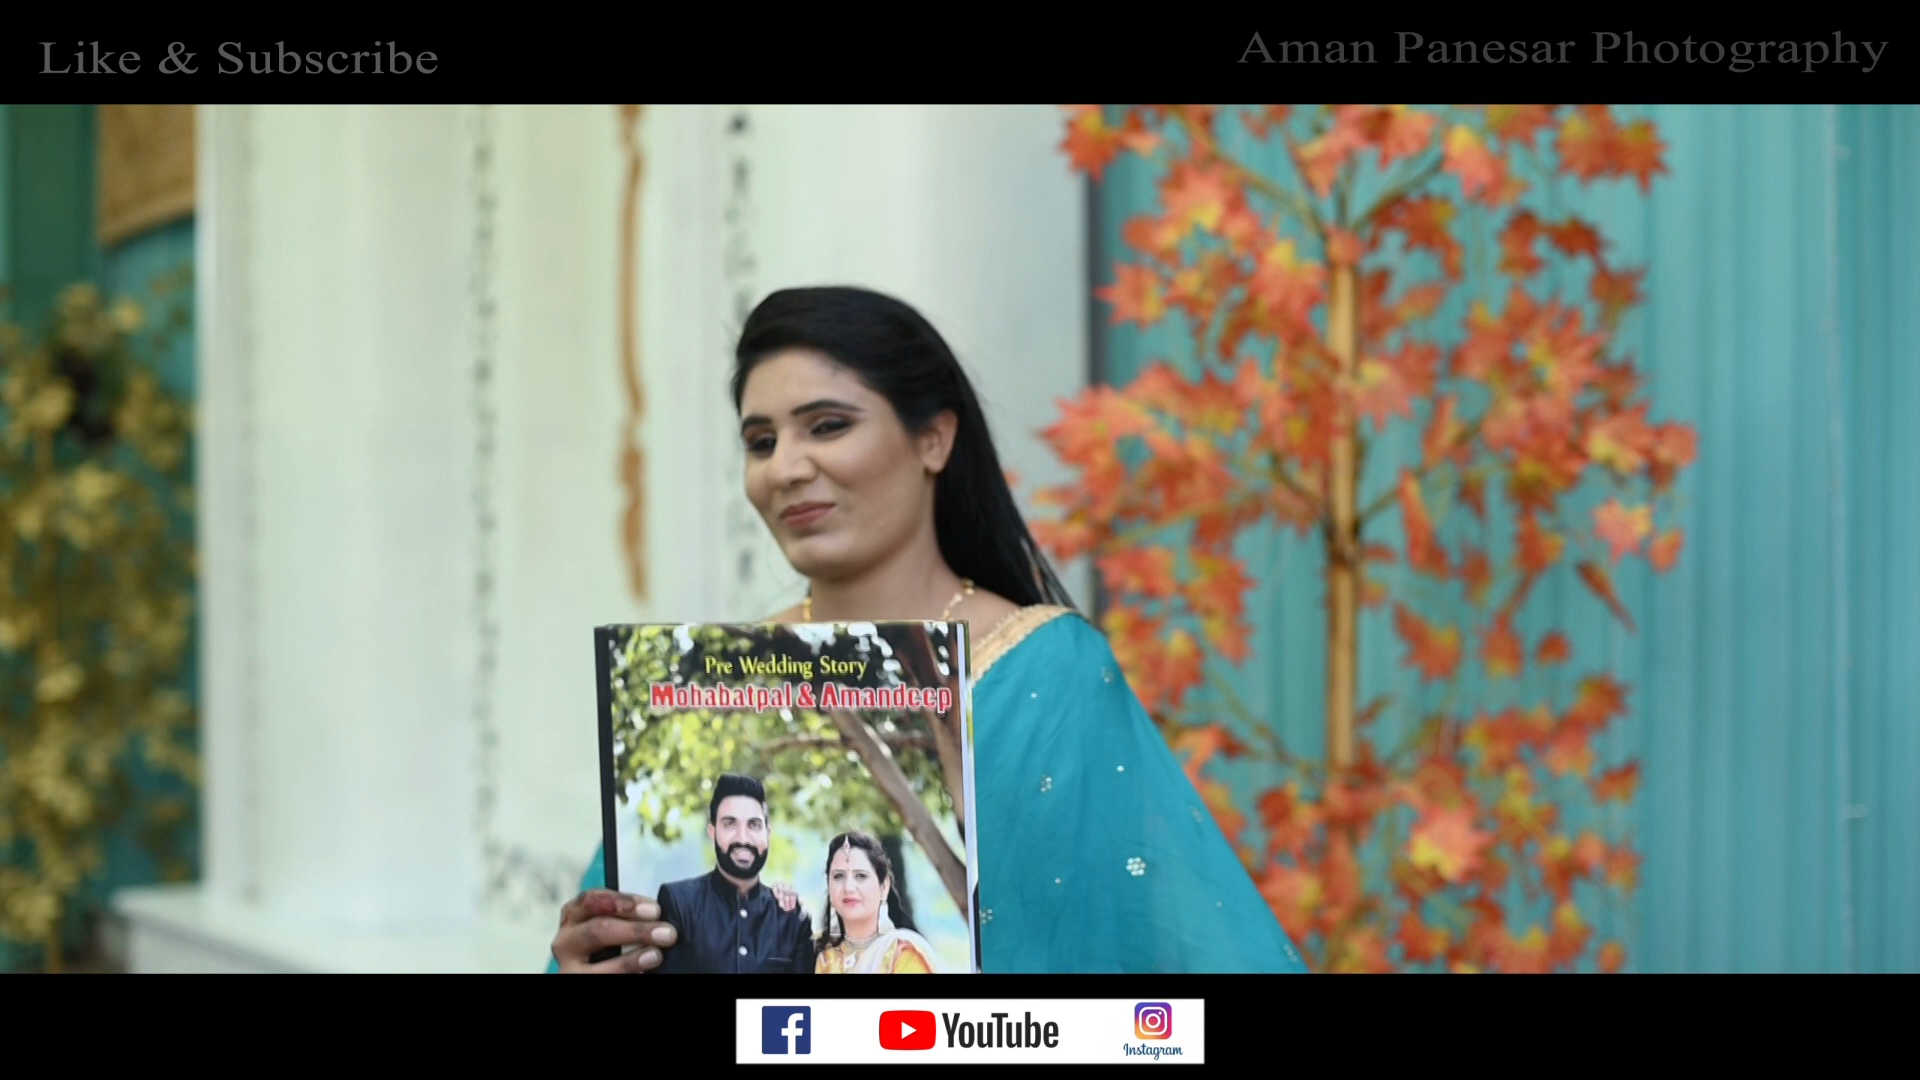 Like & Subscribe
Aman Panesar Photography
Pre Wedding Story
Mohabatpal & Amandeep
f
YouTube
Instagram